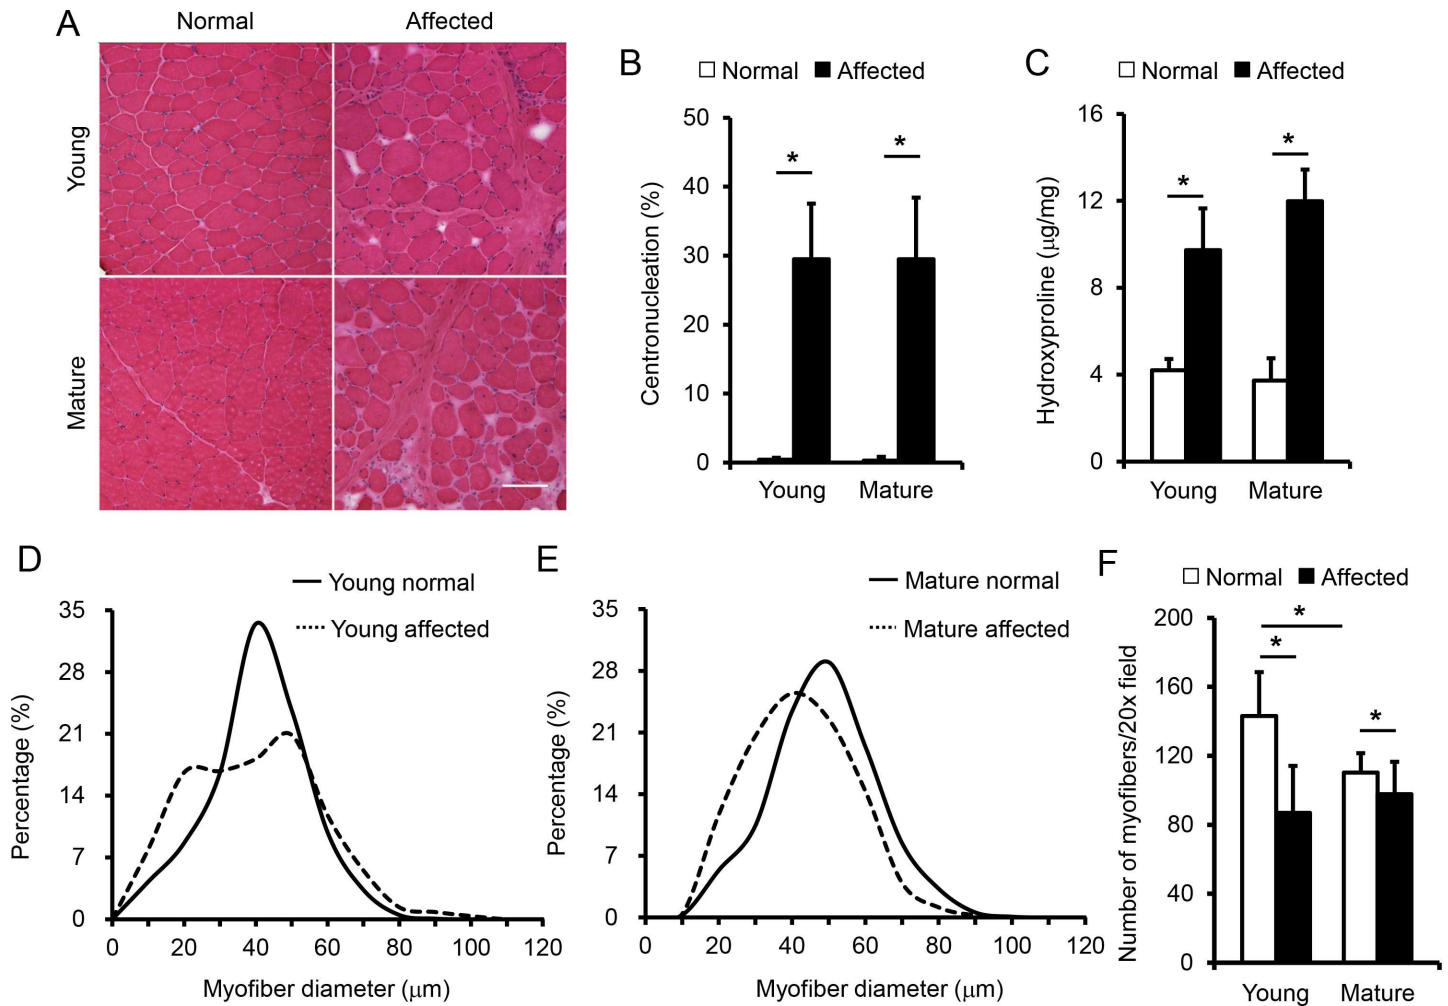 A
Normal
Affected
Young
Mature
B
Normal
Affected
50
40
30
20
10
0
Centronucleation (%)
*
*
Young
Mature
C
Normal
Affected
16
12
8
4
0
Hydroxyproline (µg/mg)
*
*
Young
Mature
D
Young normal
Young affected
35
28
21
14
7
0
Percentage (%)
0 20 40 60 80 100 120
Myofiber diameter (µm)
E
Mature normal
Mature affected
35
28
21
14
7
0
Percentage (%)
0 20 40 60 80 100 120
Myofiber diameter (µm)
F
Normal
Affected
200
160
120
80
40
0
Number of myofibers/20x field
*
*
*
Young
Mature